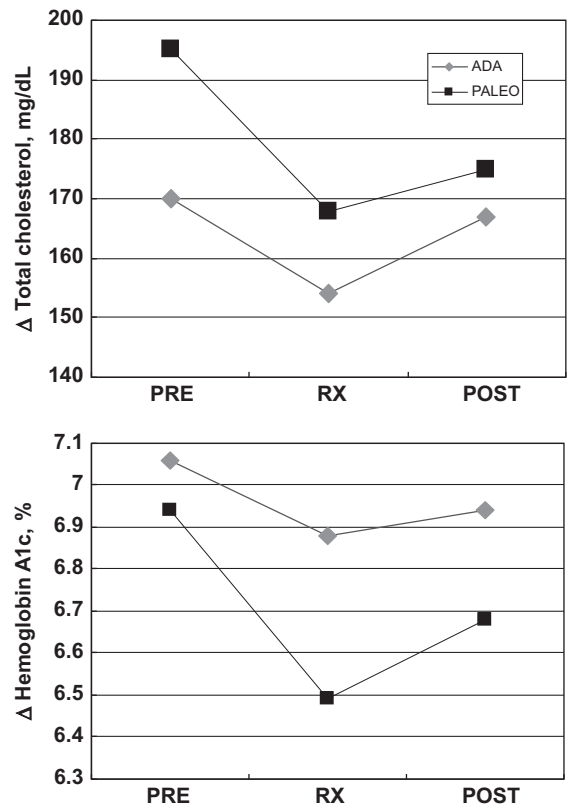 Δ Total cholesterol, mg/dL
200
190
180
170
160
150
140
ADA
PALEO
PRE RX POST
Δ Hemoglobin A1c, %
7.1
7
6.9
6.8
6.7
6.6
6.5
6.4
6.3
PRE RX POST